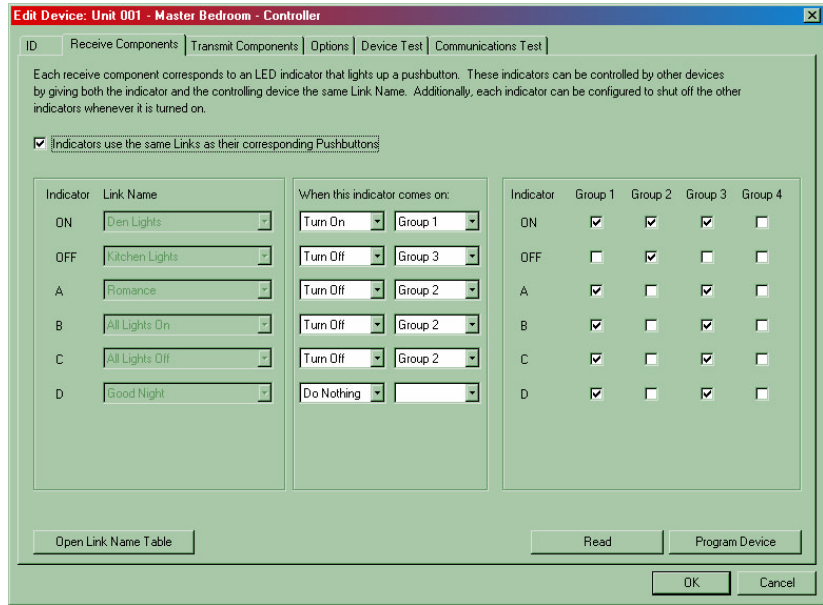 Edit Device: Unit 001 - Master Bedroom - Controller
ID Receive Components Transmit Components Options Device Test Communications Test
Each receive component corresponds to an LED indicator that lights up a pushbutton. These indicators can be controlled by other devices
by giving both the indicator and the controlling device the same Link Name. Additionally, each indicator can be configured to shut off the other
indicators whenever it is turned on.
Indicators use the same Links as their corresponding Pushbuttons
Indicator Link Name When this indicator comes on: Indicator Group 1 Group 2 Group 3 Group 4
ON Den Lights Turn On Group 1 ON
OFF Kitchen Lights Turn Off Group 3 OFF
A Romance Turn Off Group 2 A
B All Lights On Turn Off Group 2 B
C All Lights Off Turn Off Group 2 C
D Good Night Do Nothing D
Open Link Name Table Read Program Device
OK Cancel